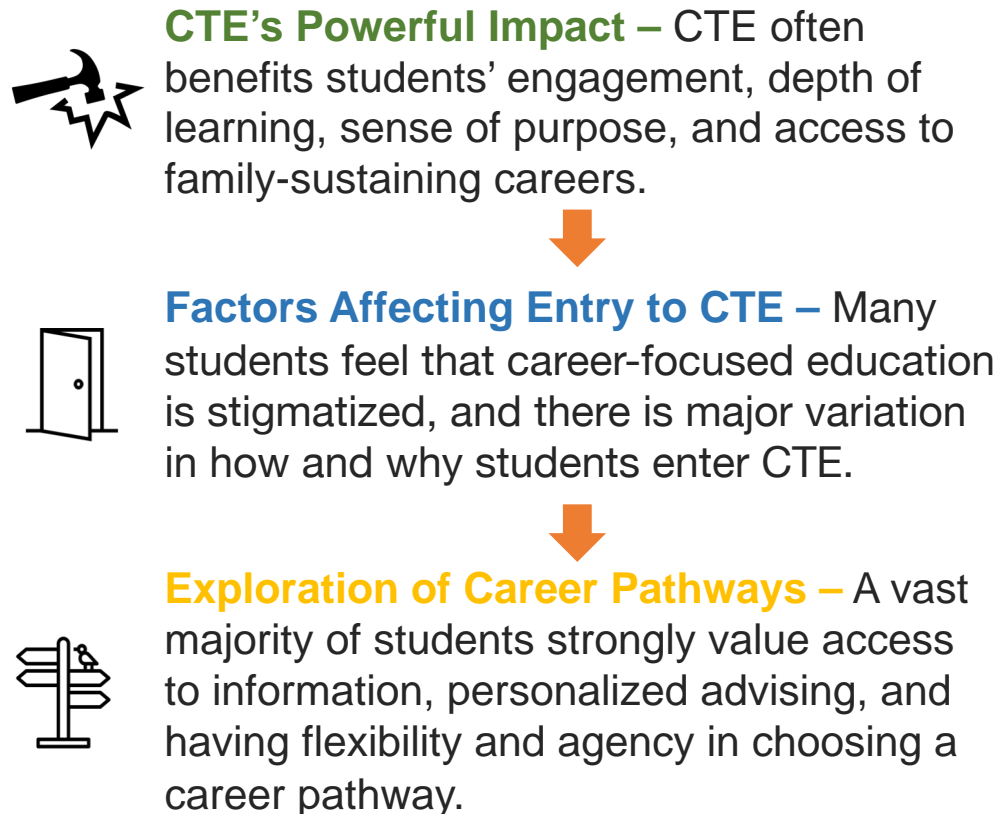 CTE’s Powerful Impact – CTE often
benefits students’ engagement, depth of
learning, sense of purpose, and access to
family-sustaining careers.
Factors Affecting Entry to CTE – Many
students feel that career-focused education
is stigmatized, and there is major variation
in how and why students enter CTE.
Exploration of Career Pathways – A vast
majority of students strongly value access
to information, personalized advising, and
having flexibility and agency in choosing a
career pathway.